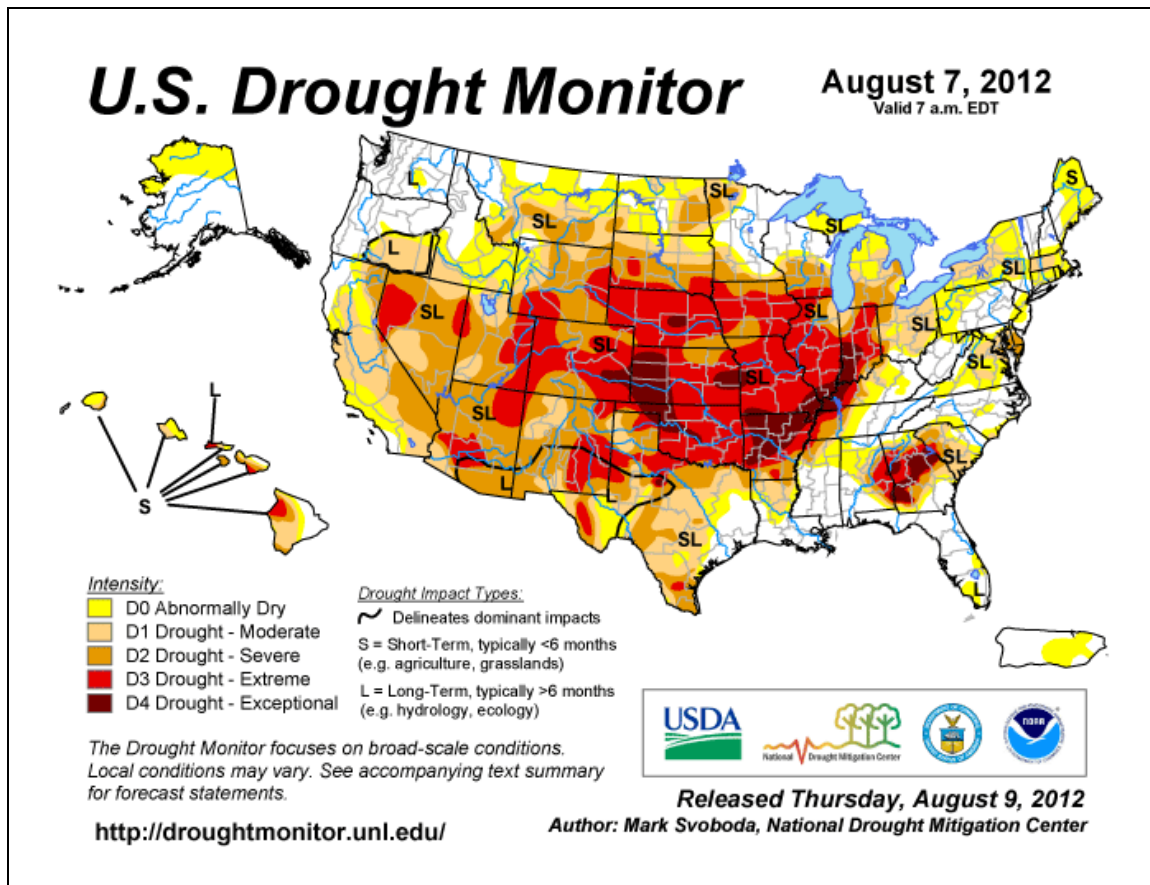 U.S. Drought Monitor
August 7, 2012
Valid 7 a.m. EDT
L
SL
SL
S
L
SL
SL
SL
SL
SL
SL
SL
SL
SL
SL
L
L
SL
SL
L
L
S
Intensity:
D0 Abnormally Dry
D1 Drought - Moderate
D2 Drought - Severe
D3 Drought - Extreme
D4 Drought - Exceptional
Drought Impact Types:
Delineates dominant impacts
S = Short-Term, typically <6 months
(e.g. agriculture, grasslands)
L = Long-Term, typically >6 months
(e.g. hydrology, ecology)
The Drought Monitor focuses on broad-scale conditions.
Local conditions may vary. See accompanying text summary
for forecast statements.
http://droughtmonitor.unl.edu/
USDA
National Drought Mitigation Center
NOAA
Released Thursday, August 9, 2012
Author: Mark Svoboda, National Drought Mitigation Center